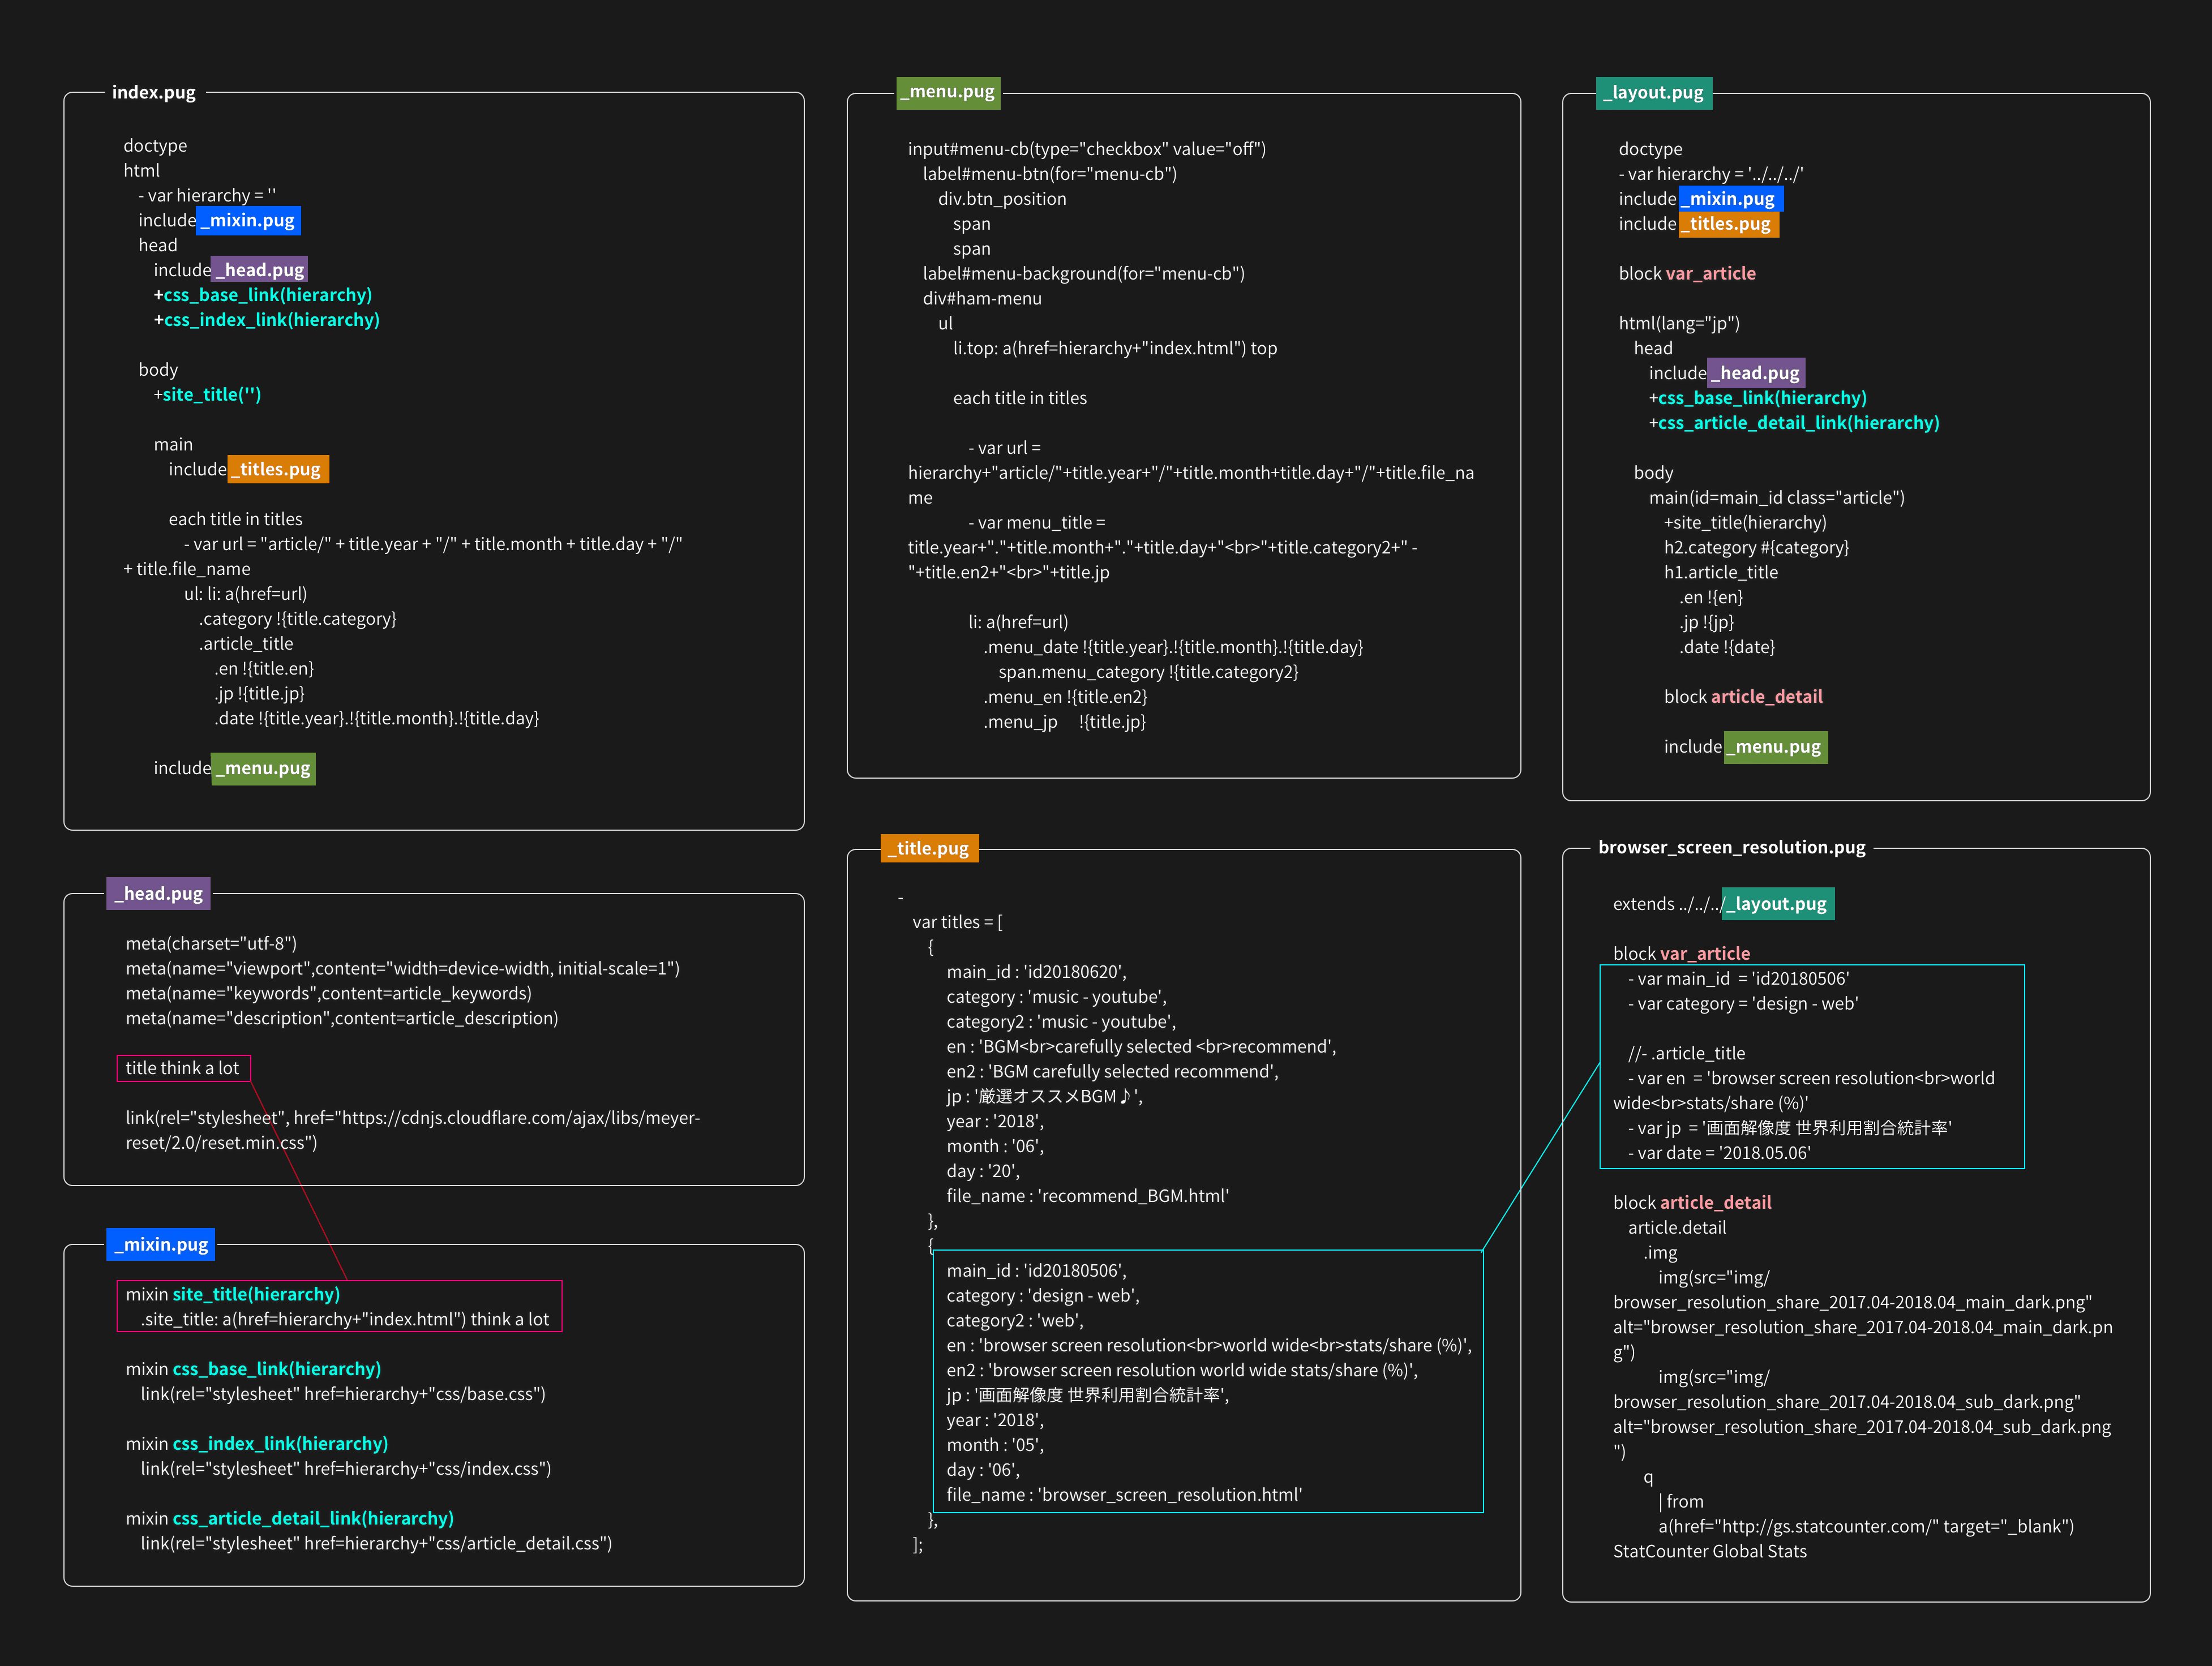 index.pug
doctype
html
- var hierarchy = ''
include _mixin.pug
head
include _head.pug
+css_base_link(hierarchy)
+css_index_link(hierarchy)
body
+site_title('')
main
include _titles.pug
each title in titles
- var url = "article/" + title.year + "/" + title.month + title.day + "/"
+ title.file_name
ul: li: a(href=url)
.category !{title.category}
.article_title
.en !{title.en}
.jp !{title.jp}
.date !{title.year}.!{title.month}.!{title.day}
include _menu.pug
_head.pug
meta(charset="utf-8")
meta(name="viewport",content="width=device-width, initial-scale=1")
meta(name="keywords",content=article_keywords)
meta(name="description",content=article_description)
title think a lot
link(rel="stylesheet", href="https://cdnjs.cloudflare.com/ajax/libs/meyer-
reset/2.0/reset.min.css")
_mixin.pug
mixin site_title(hierarchy)
.site_title: a(href=hierarchy+"index.html") think a lot
mixin css_base_link(hierarchy)
link(rel="stylesheet" href=hierarchy+"css/base.css")
mixin css_index_link(hierarchy)
link(rel="stylesheet" href=hierarchy+"css/index.css")
mixin css_article_detail_link(hierarchy)
link(rel="stylesheet" href=hierarchy+"css/article_detail.css")
_menu.pug
input#menu-cb(type="checkbox" value="off")
label#menu-btn(for="menu-cb")
div.btn_position
span
span
label#menu-background(for="menu-cb")
div#ham-menu
ul
li.top: a(href=hierarchy+"index.html") top
each title in titles
- var url =
hierarchy+"article/"+title.year+"/"+title.month+title.day+"/"+title.file_na
me
- var menu_title =
title.year+"."+title.month+"."+title.day+"<br>"+title.category2+" -
"+title.en2+"<br>"+title.jp
li: a(href=url)
.menu_date !{title.year}.!{title.month}.!{title.day}
span.menu_category !{title.category2}
.menu_en !{title.en2}
.menu_jp !{title.jp}
_title.pug
-
var titles = [
{
main_id : 'id20180620',
category : 'music - youtube',
category2 : 'music - youtube',
en : 'BGM<br>carefully selected <br>recommend',
en2 : 'BGM carefully selected recommend',
jp : '厳選オススメBGM♪',
year : '2018',
month : '06',
day : '20',
file_name : 'recommend_BGM.html'
},
{
main_id : 'id20180506',
category : 'design - web',
category2 : 'web',
en : 'browser screen resolution<br>world wide<br>stats/share (%)',
en2 : 'browser screen resolution world wide stats/share (%)',
jp : '画面解像度 世界利用割合統計率',
year : '2018',
month : '05',
day : '06',
file_name : 'browser_screen_resolution.html'
},
];
_layout.pug
doctype
- var hierarchy = '../../../'
include _mixin.pug
include _titles.pug
block var_article
html(lang="jp")
head
include _head.pug
+css_base_link(hierarchy)
+css_article_detail_link(hierarchy)
body
main(id=main_id class="article")
+site_title(hierarchy)
h2.category #{category}
h1.article_title
.en !{en}
.jp !{jp}
.date !{date}
block article_detail
include _menu.pug
browser_screen_resolution.pug
extends ../../../_layout.pug
block var_article
- var main_id = 'id20180506'
- var category = 'design - web'
//- .article_title
- var en = 'browser screen resolution<br>world
wide<br>stats/share (%)'
- var jp = '画面解像度 世界利用割合統計率'
- var date = '2018.05.06'
block article_detail
article.detail
.img
img(src="img/
browser_resolution_share_2017.04-2018.04_main_dark.png"
alt="browser_resolution_share_2017.04-2018.04_main_dark.pn
g")
img(src="img/
browser_resolution_share_2017.04-2018.04_sub_dark.png"
alt="browser_resolution_share_2017.04-2018.04_sub_dark.png
")
q
| from
a(href="http://gs.statcounter.com/" target="_blank")
StatCounter Global Stats